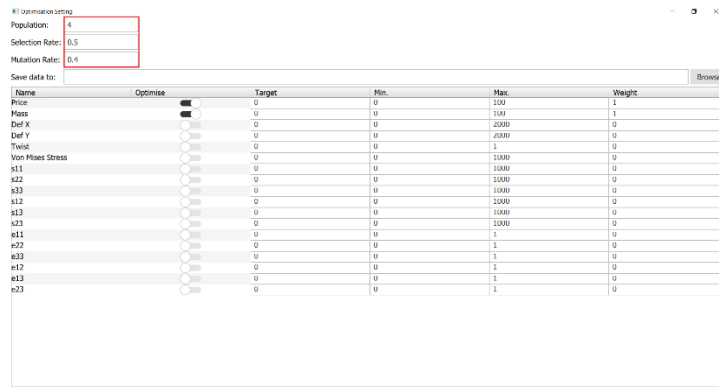 Optimisation Setting
Population: 4
Selection Rate: 0.5
Mutation Rate: 0.4
Save data to: Browse
Name Optimise Target Min. Max. Weight
Price 0 0 100 1
Mass 0 0 100 1
Def X 0 0 2000 0
Def Y 0 0 2000 0
Twist 0 0 1 0
Von Mises Stress 0 0 1000 0
s11 0 0 1000 0
s22 0 0 1000 0
s33 0 0 1000 0
s12 0 0 1000 0
s13 0 0 1000 0
s23 0 0 1000 0
e11 0 0 1 0
e22 0 0 1 0
e33 0 0 1 0
e12 0 0 1 0
e13 0 0 1 0
e23 0 0 1 0